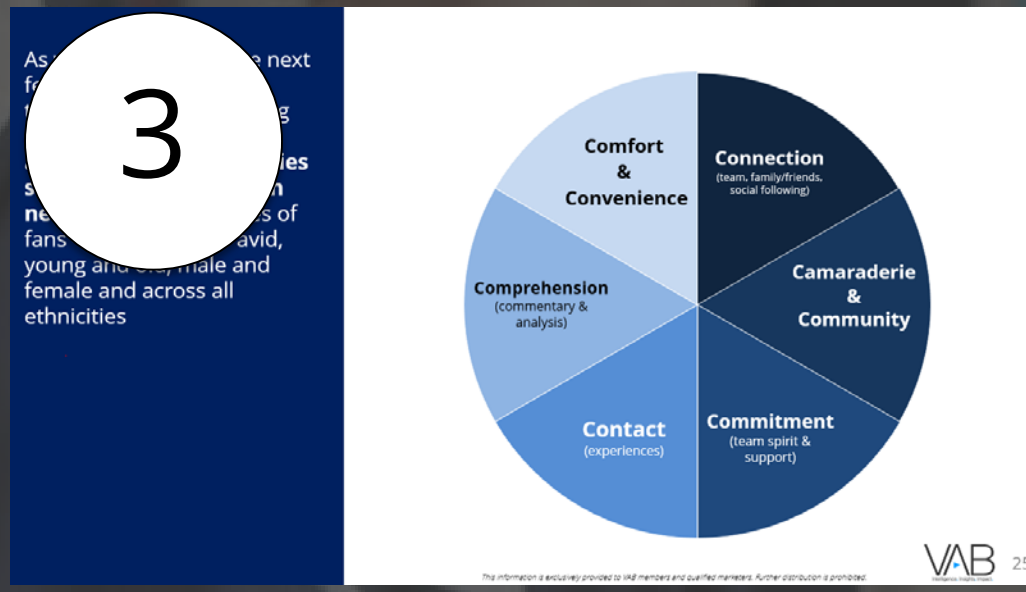 As
next
3
ies
ne
s of
fans
avid,
young and old, male and
female and across all
ethnicities
Comfort
&
Convenience
Connection
(team, family/friends,
social following)
Camaraderie
&
Community
Commitment
(team spirit &
support)
Contact
(experiences)
Comprehension
(commentary &
analysis)
This information is exclusively provided to VAB members and qualified marketers. Further distribution is prohibited.
VAB
25